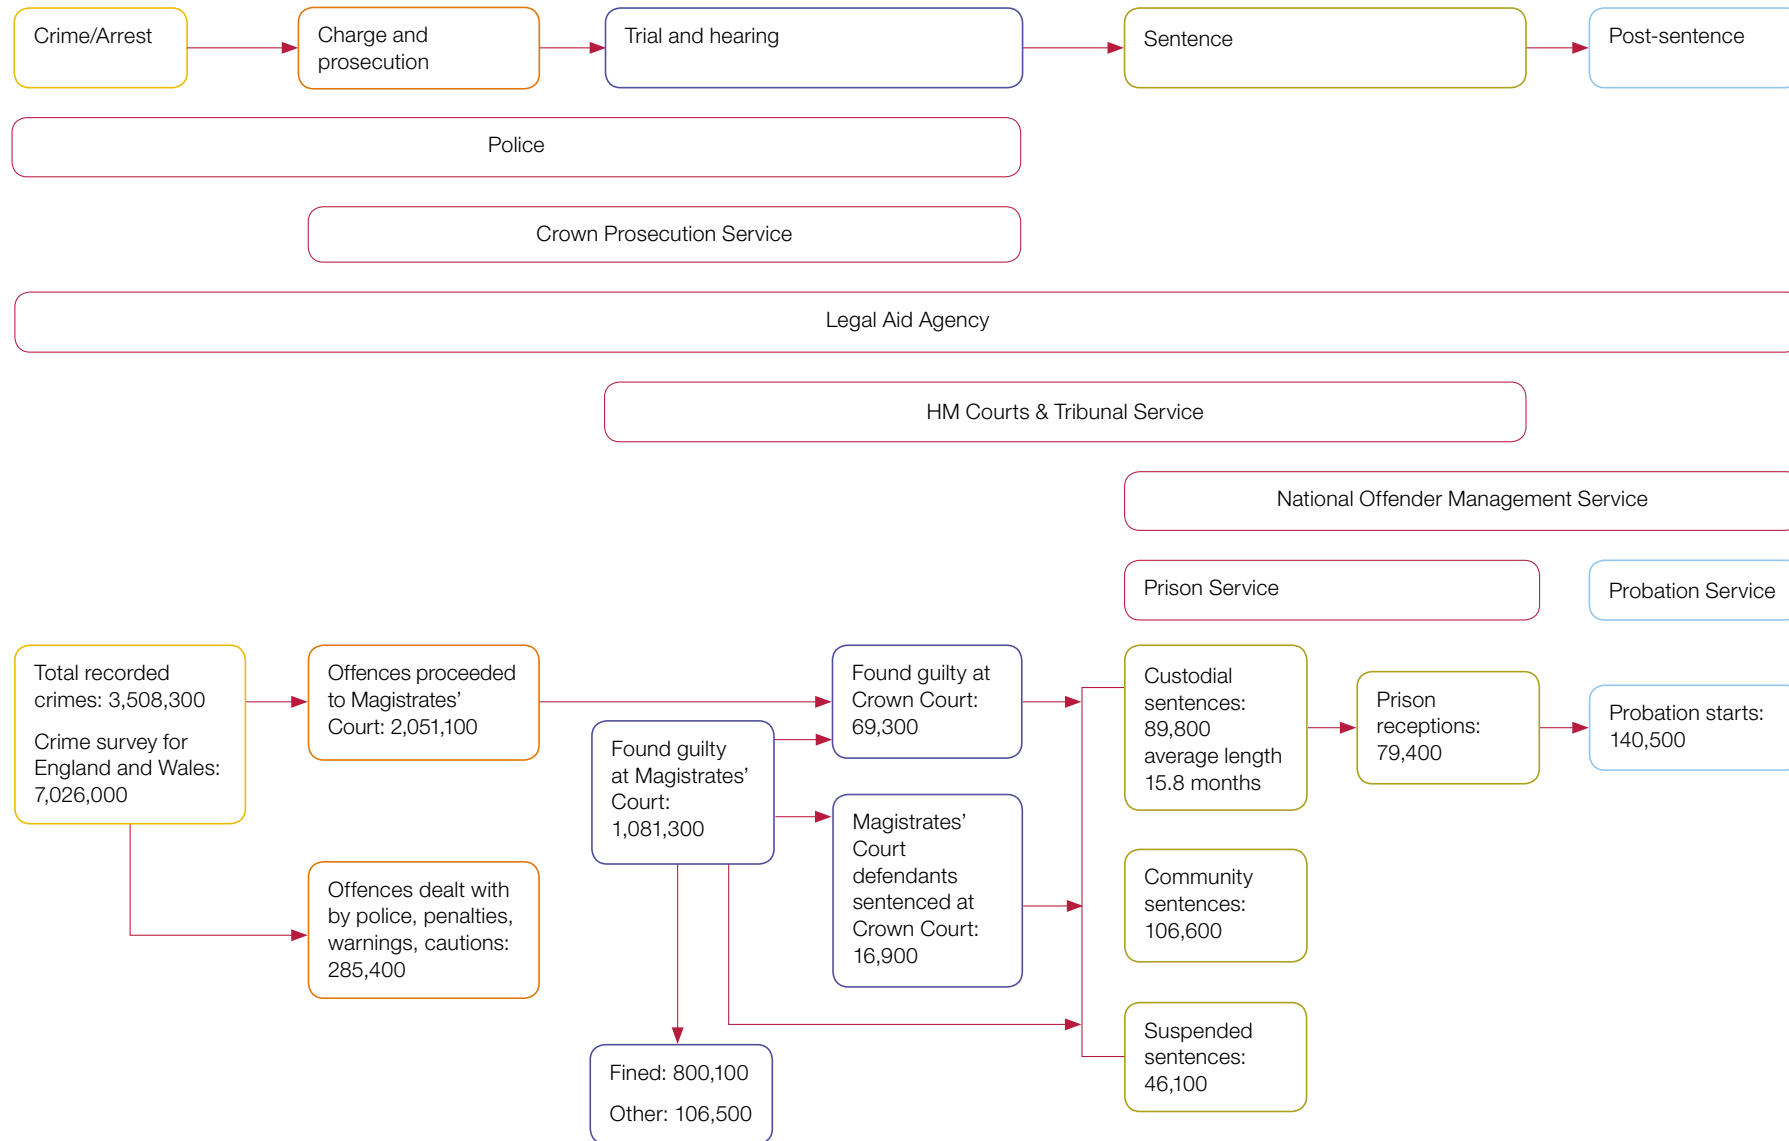 Crime/Arrest
Charge and
prosecution
Trial and hearing
Sentence
Post-sentence
Police
Crown Prosecution Service
Legal Aid Agency
HM Courts & Tribunal Service
National Offender Management Service
Prison Service
Probation Service
Total recorded
crimes: 3,508,300
Crime survey for
England and Wales:
7,026,000
Offences proceeded
to Magistrates’
Court: 2,051,100
Offences dealt with
by police, penalties,
warnings, cautions:
285,400
Found guilty
at Magistrates’
Court:
1,081,300
Fined: 800,100
Other: 106,500
Found guilty at
Crown Court:
69,300
Magistrates’
Court
defendants
sentenced at
Crown Court:
16,900
Custodial
sentences:
89,800
average length
15.8 months
Community
sentences:
106,600
Suspended
sentences:
46,100
Prison
receptions:
79,400
Probation starts:
140,500